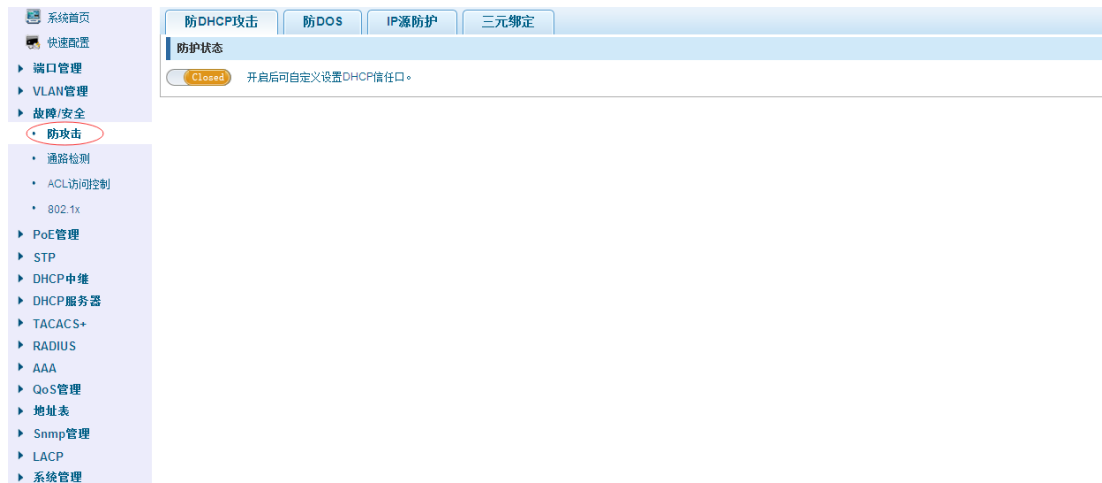 系统首页
快速配置
端口管理
VLAN管理
故障/安全
防攻击
通路检测
ACL访问控制
802.1x
PoE管理
STP
DHCP中继
DHCP服务器
TACACS+
RADIUS
AAA
QoS管理
地址表
Snmp管理
LACP
系统管理
防DHCP攻击 防DOS IP源防护 三元绑定
防护状态
Closed 开启后可自定义设置DHCP信任口。